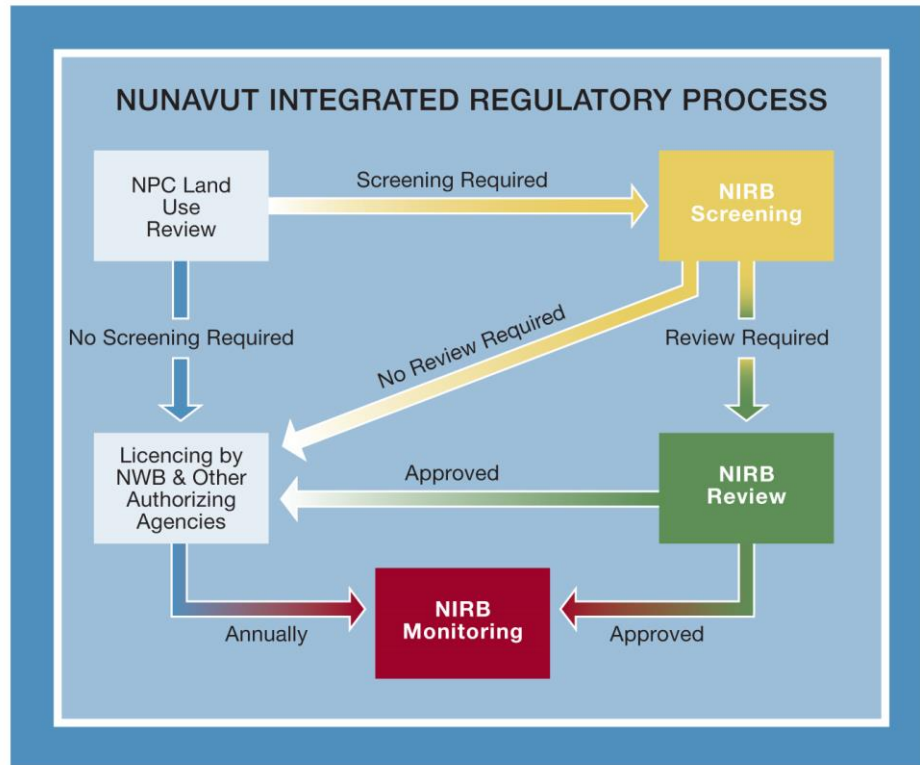 NUNAVUT INTEGRATED REGULATORY PROCESS
NPC Land
Use
Review
Screening Required
NIRB
Screening
No Screening Required
No Review Required
Review Required
Licencing by
NWB & Other
Authorizing
Agencies
Approved
NIRB
Review
Annually
NIRB
Monitoring
Approved